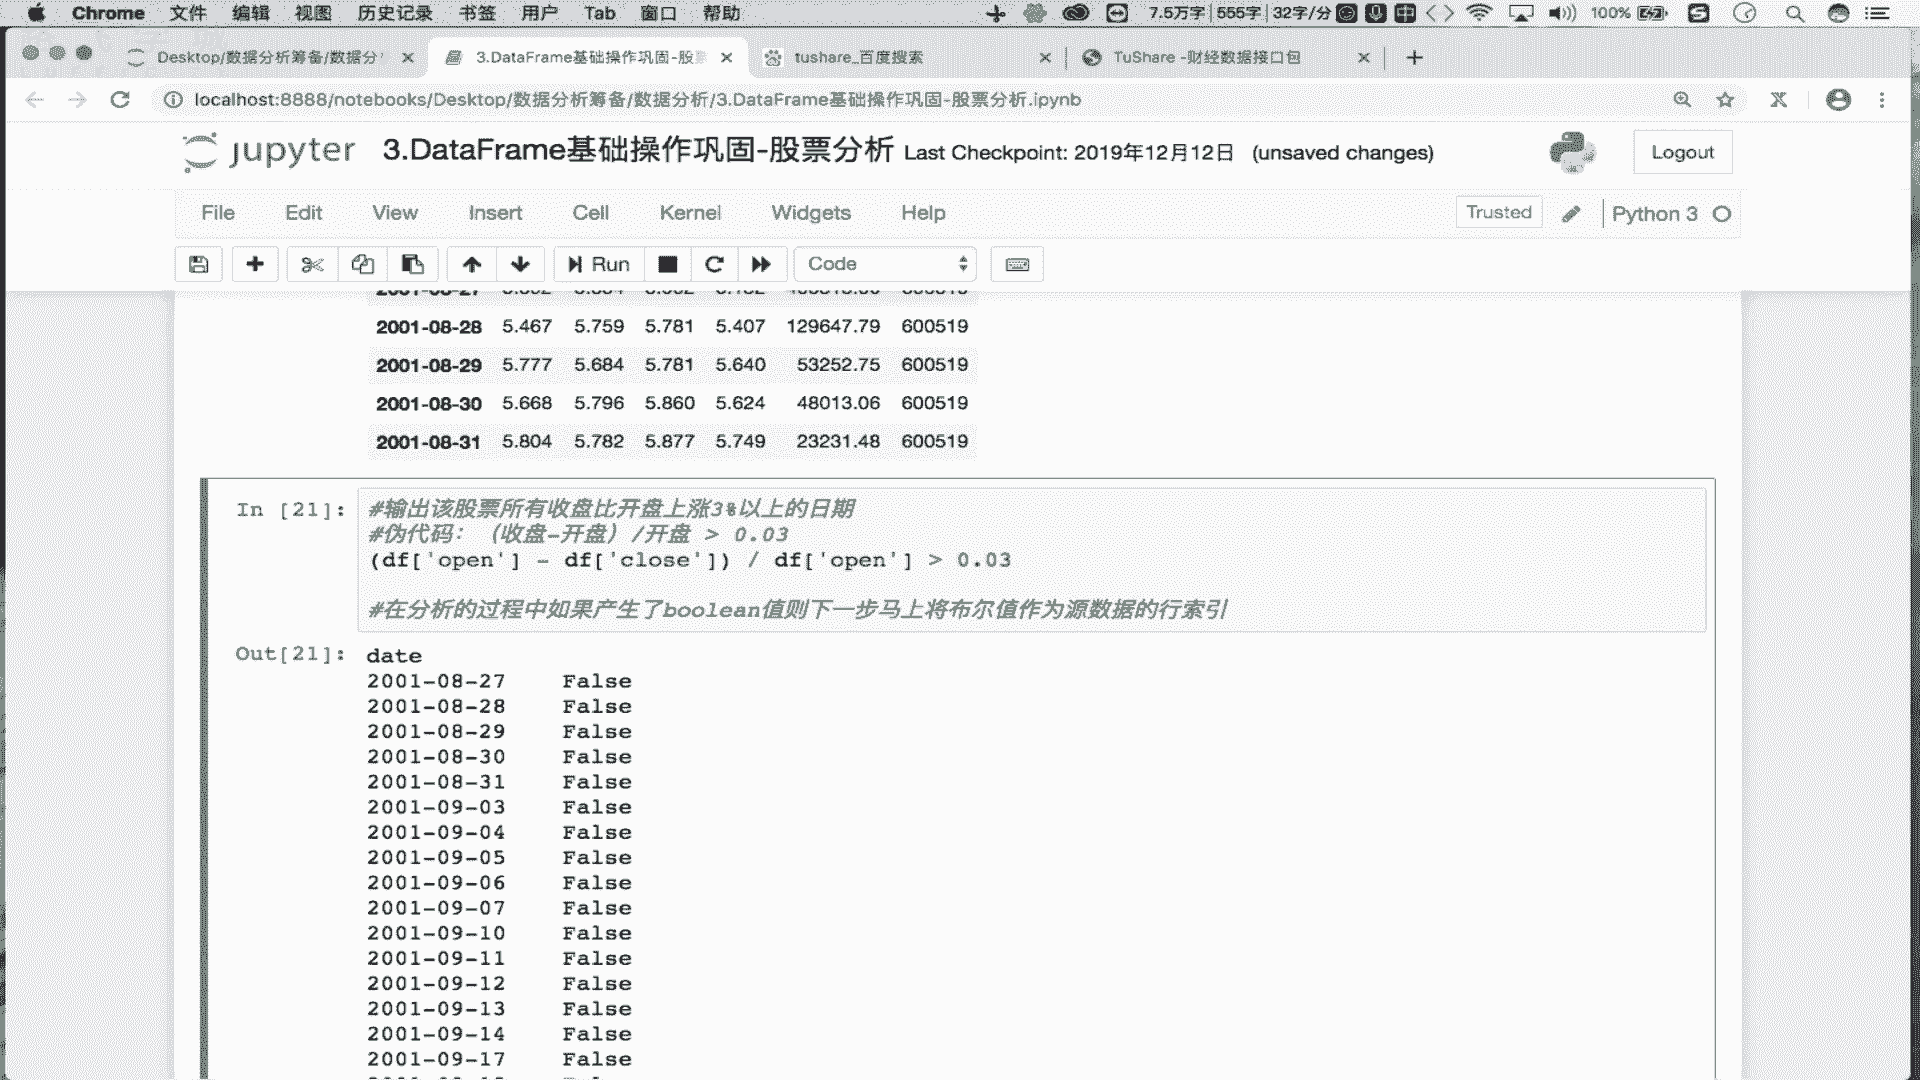 Chrome 文件 编辑 视图 历史记录 书签 用户 Tab 窗口 帮助 7.5万字 555字 32字/分 中 100%
Desktop/数据分析筹备/数据分 3.DataFrame基础操作巩固-股 tushare_百度搜索 TuShare -财经数据接口包
localhost:8888/notebooks/Desktop/数据分析筹备/数据分析/3.DataFrame基础操作巩固-股票分析.ipynb
jupyter 3.DataFrame基础操作巩固-股票分析 Last Checkpoint: 2019年12月12日 (unsaved changes) Logout
File Edit View Insert Cell Kernel Widgets Help Trusted Python 3
Run Code
2001-08-28 5.467 5.759 5.781 5.407 129647.79 600519
2001-08-29 5.777 5.684 5.781 5.640 53252.75 600519
2001-08-30 5.668 5.796 5.860 5.624 48013.06 600519
2001-08-31 5.804 5.782 5.877 5.749 23231.48 600519
In [21]: #输出该股票所有收盘比开盘上涨3%以上的日期
#伪代码：（收盘-开盘）/开盘 > 0.03
(df['open'] - df['close']) / df['open'] > 0.03
#在分析的过程中如果产生了boolean值则下一步马上将布尔值作为源数据的行索引
Out[21]: date
2001-08-27 False
2001-08-28 False
2001-08-29 False
2001-08-30 False
2001-08-31 False
2001-09-03 False
2001-09-04 False
2001-09-05 False
2001-09-06 False
2001-09-07 False
2001-09-10 False
2001-09-11 False
2001-09-12 False
2001-09-13 False
2001-09-14 False
2001-09-17 False